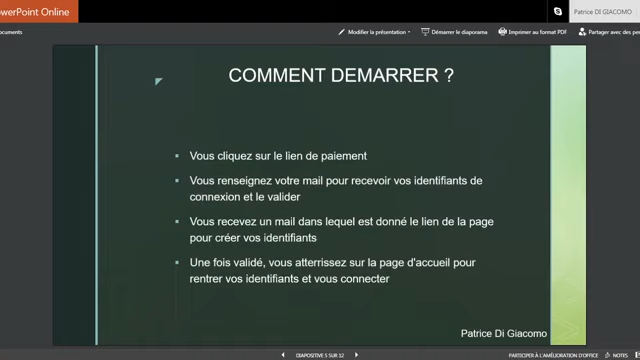 PowerPoint Online
Patrice DI GIACOMO
Modifier la présentation
Démarrer le diaporama
Imprimer au format PDF
Partager avec des
COMMENT DEMARRER ?
Vous cliquez sur le lien de paiement
Vous renseignez votre mail pour recevoir vos identifiants de
connexion et le valider
Vous recevez un mail dans lequel est donné le lien de la page
pour créer vos identifiants
Une fois validé, vous atterrissez sur la page d'accueil pour
rentrer vos identifiants et vous connecter
Patrice Di Giacomo
DIAPOSITIVE 5 SUR 12
PARTICIPER À L'AMÉLIORATION D'OFFICE
NOTES